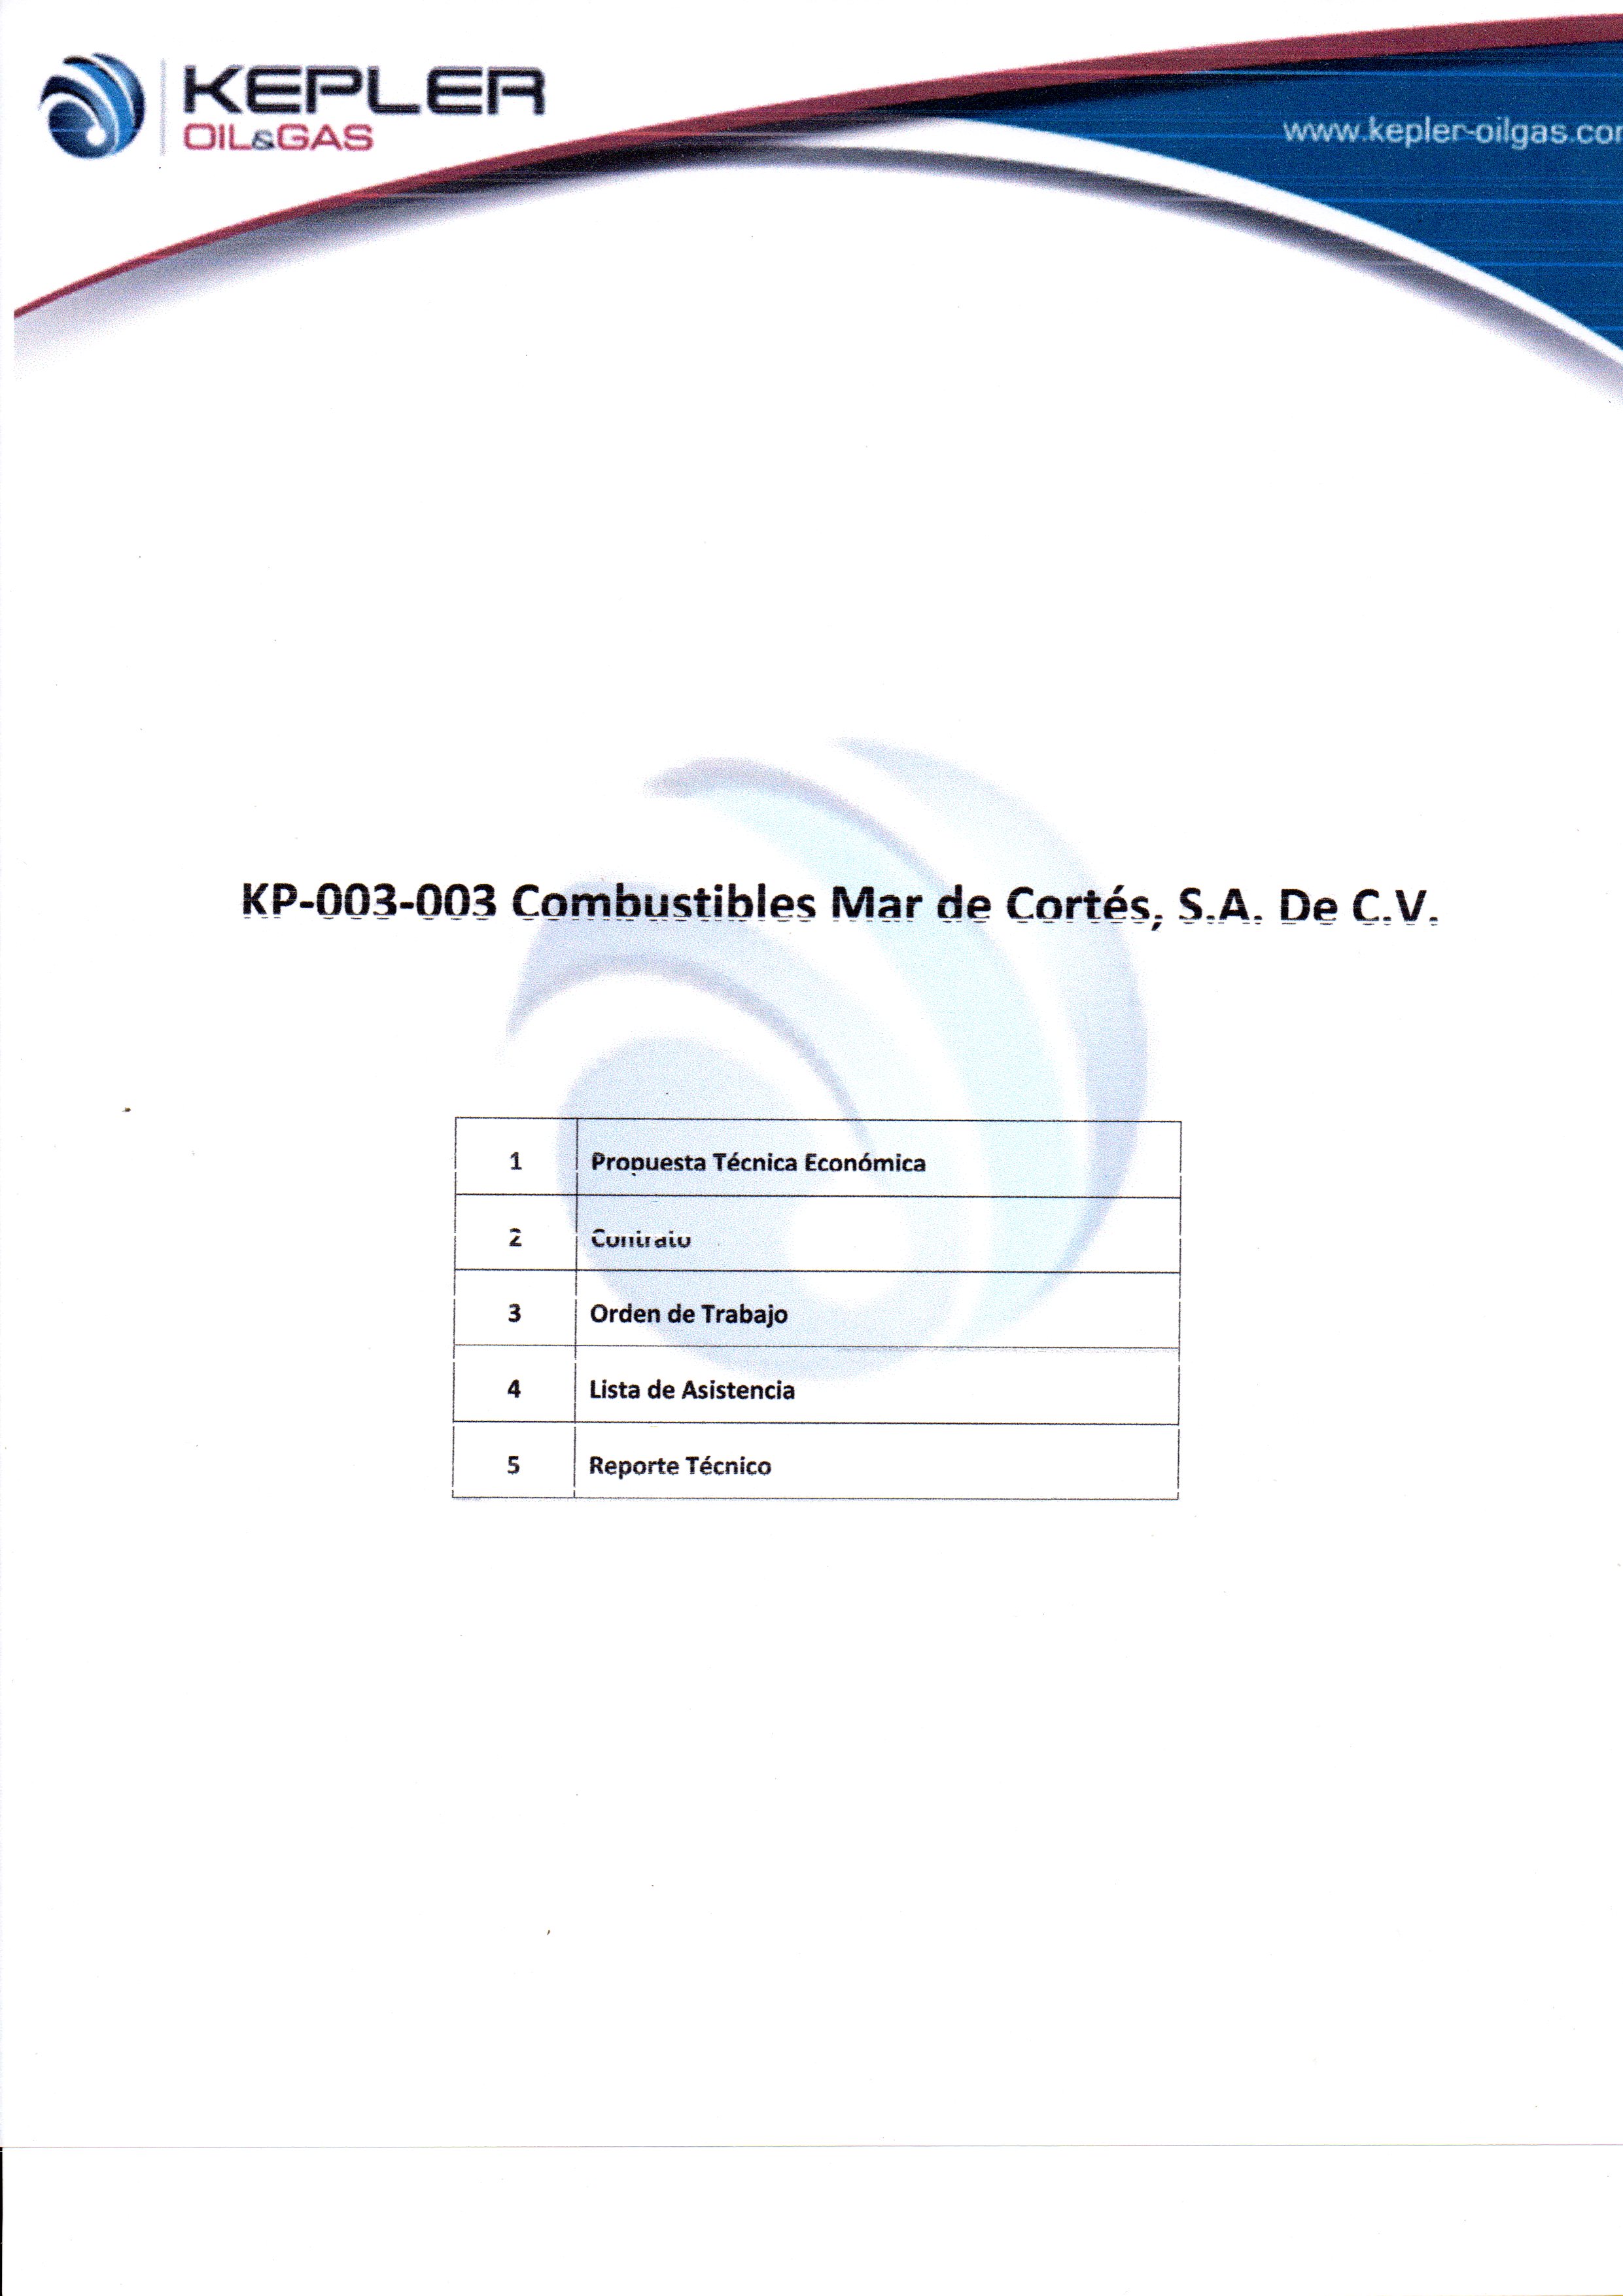 KEPLER
OIL&GAS
www.kepler-oilgas.cor
KP-003-003 Combustibles Mar de Cortés, S.A. De C.V.
1 Propuesta Técnica Económica
2 Contrato
3 Orden de Trabajo
4 Lista de Asistencia
5 Reporte Técnico